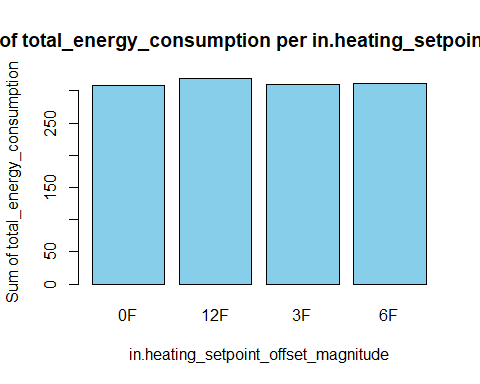 of total_energy_consumption per in.heating_setpoin
Sum of total_energy_consumption
250
150
50
0
0F 12F 3F 6F
in.heating_setpoint_offset_magnitude